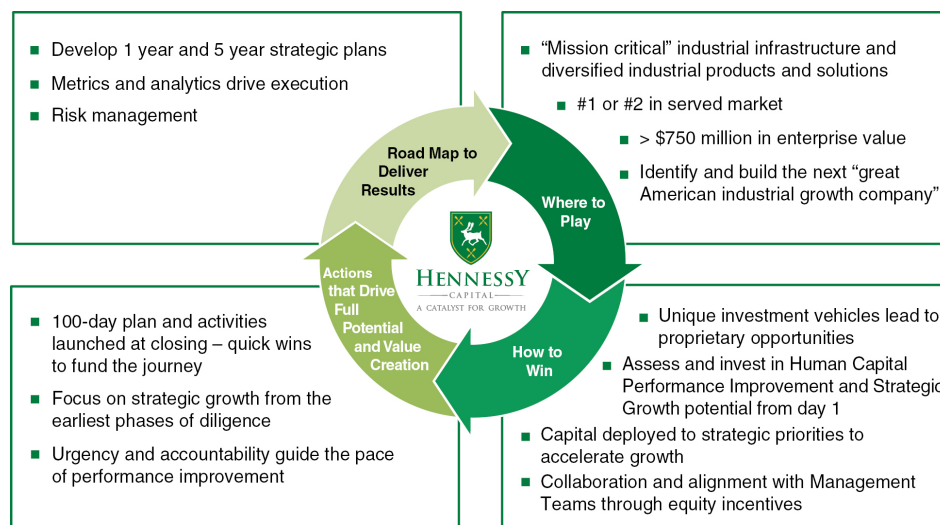 Develop 1 year and 5 year strategic plans
Metrics and analytics drive execution
Risk management
“Mission critical” industrial infrastructure and
diversified industrial products and solutions
#1 or #2 in served market
> $750 million in enterprise value
Identify and build the next “great
American industrial growth company”
Road Map to
Deliver
Results
Where to
Play
HENNESSY
CAPITAL
A CATALYST FOR GROWTH
Actions
that Drive
Full
Potential
and Value
Creation
How to
Win
100-day plan and activities
launched at closing – quick wins
to fund the journey
Focus on strategic growth from the
earliest phases of diligence
Urgency and accountability guide the pace
of performance improvement
Unique investment vehicles lead to
proprietary opportunities
Assess and invest in Human Capital
Performance Improvement and Strategic
Growth potential from day 1
Capital deployed to strategic priorities to
accelerate growth
Collaboration and alignment with Management
Teams through equity incentives